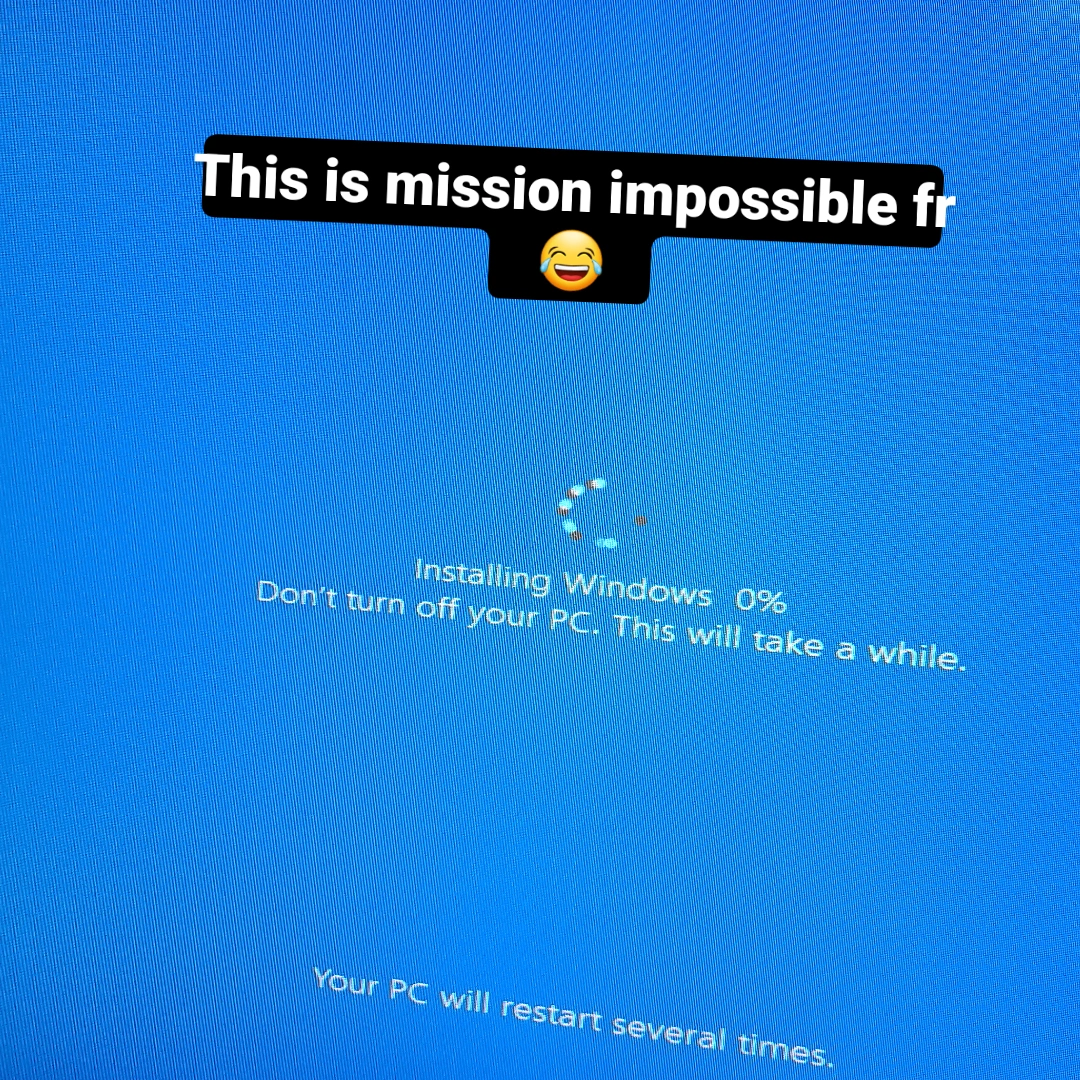 This is mission impossible fr
😂
Installing Windows 0%
Don't turn off your PC. This will take a while.
Your PC will restart several times.